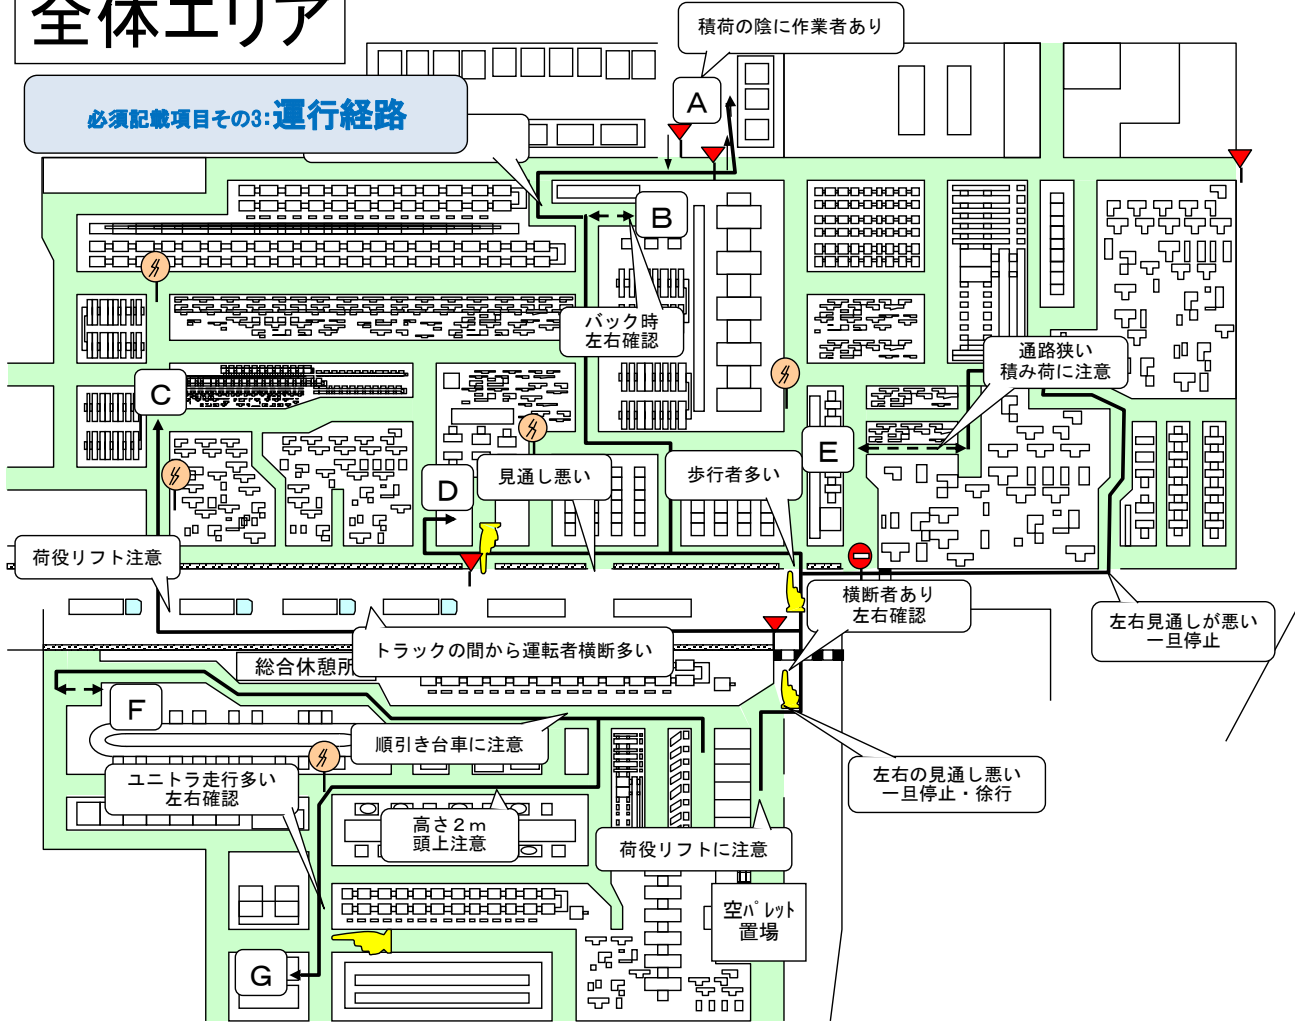 全体エリア
積荷の陰に作業者あり
必須記載項目その3:運行経路
A
B
バック時
左右確認
通路狭い
積み荷に注意
C
E
D
見通し悪い
歩行者多い
荷役リフト注意
横断者あり
左右確認
左右見通しが悪い
一旦停止
トラックの間から運転者横断多い
総合休憩所
F
順引き台車に注意
ユニトラ走行多い
左右確認
左右の見通し悪い
一旦停止・徐行
高さ2m
頭上注意
荷役リフトに注意
空パレット
置場
G